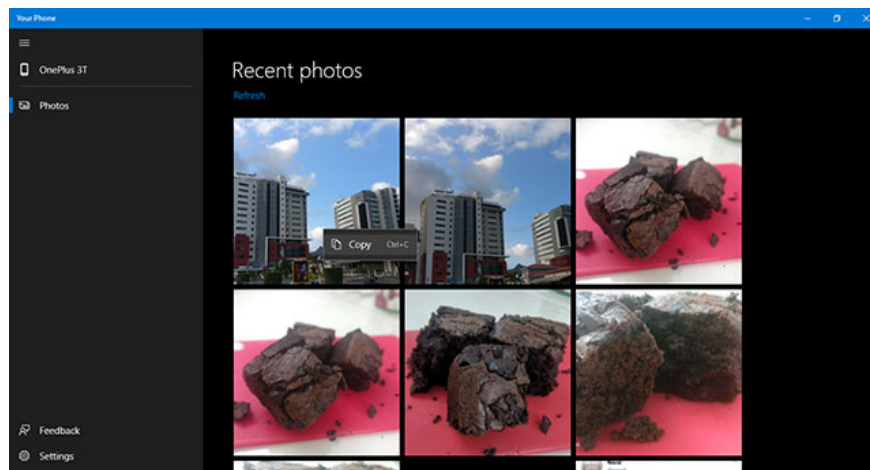 Your Phone
OnePlus 3T
Photos
Recent photos
Refresh
Copy Ctrl+C
Feedback
Settings